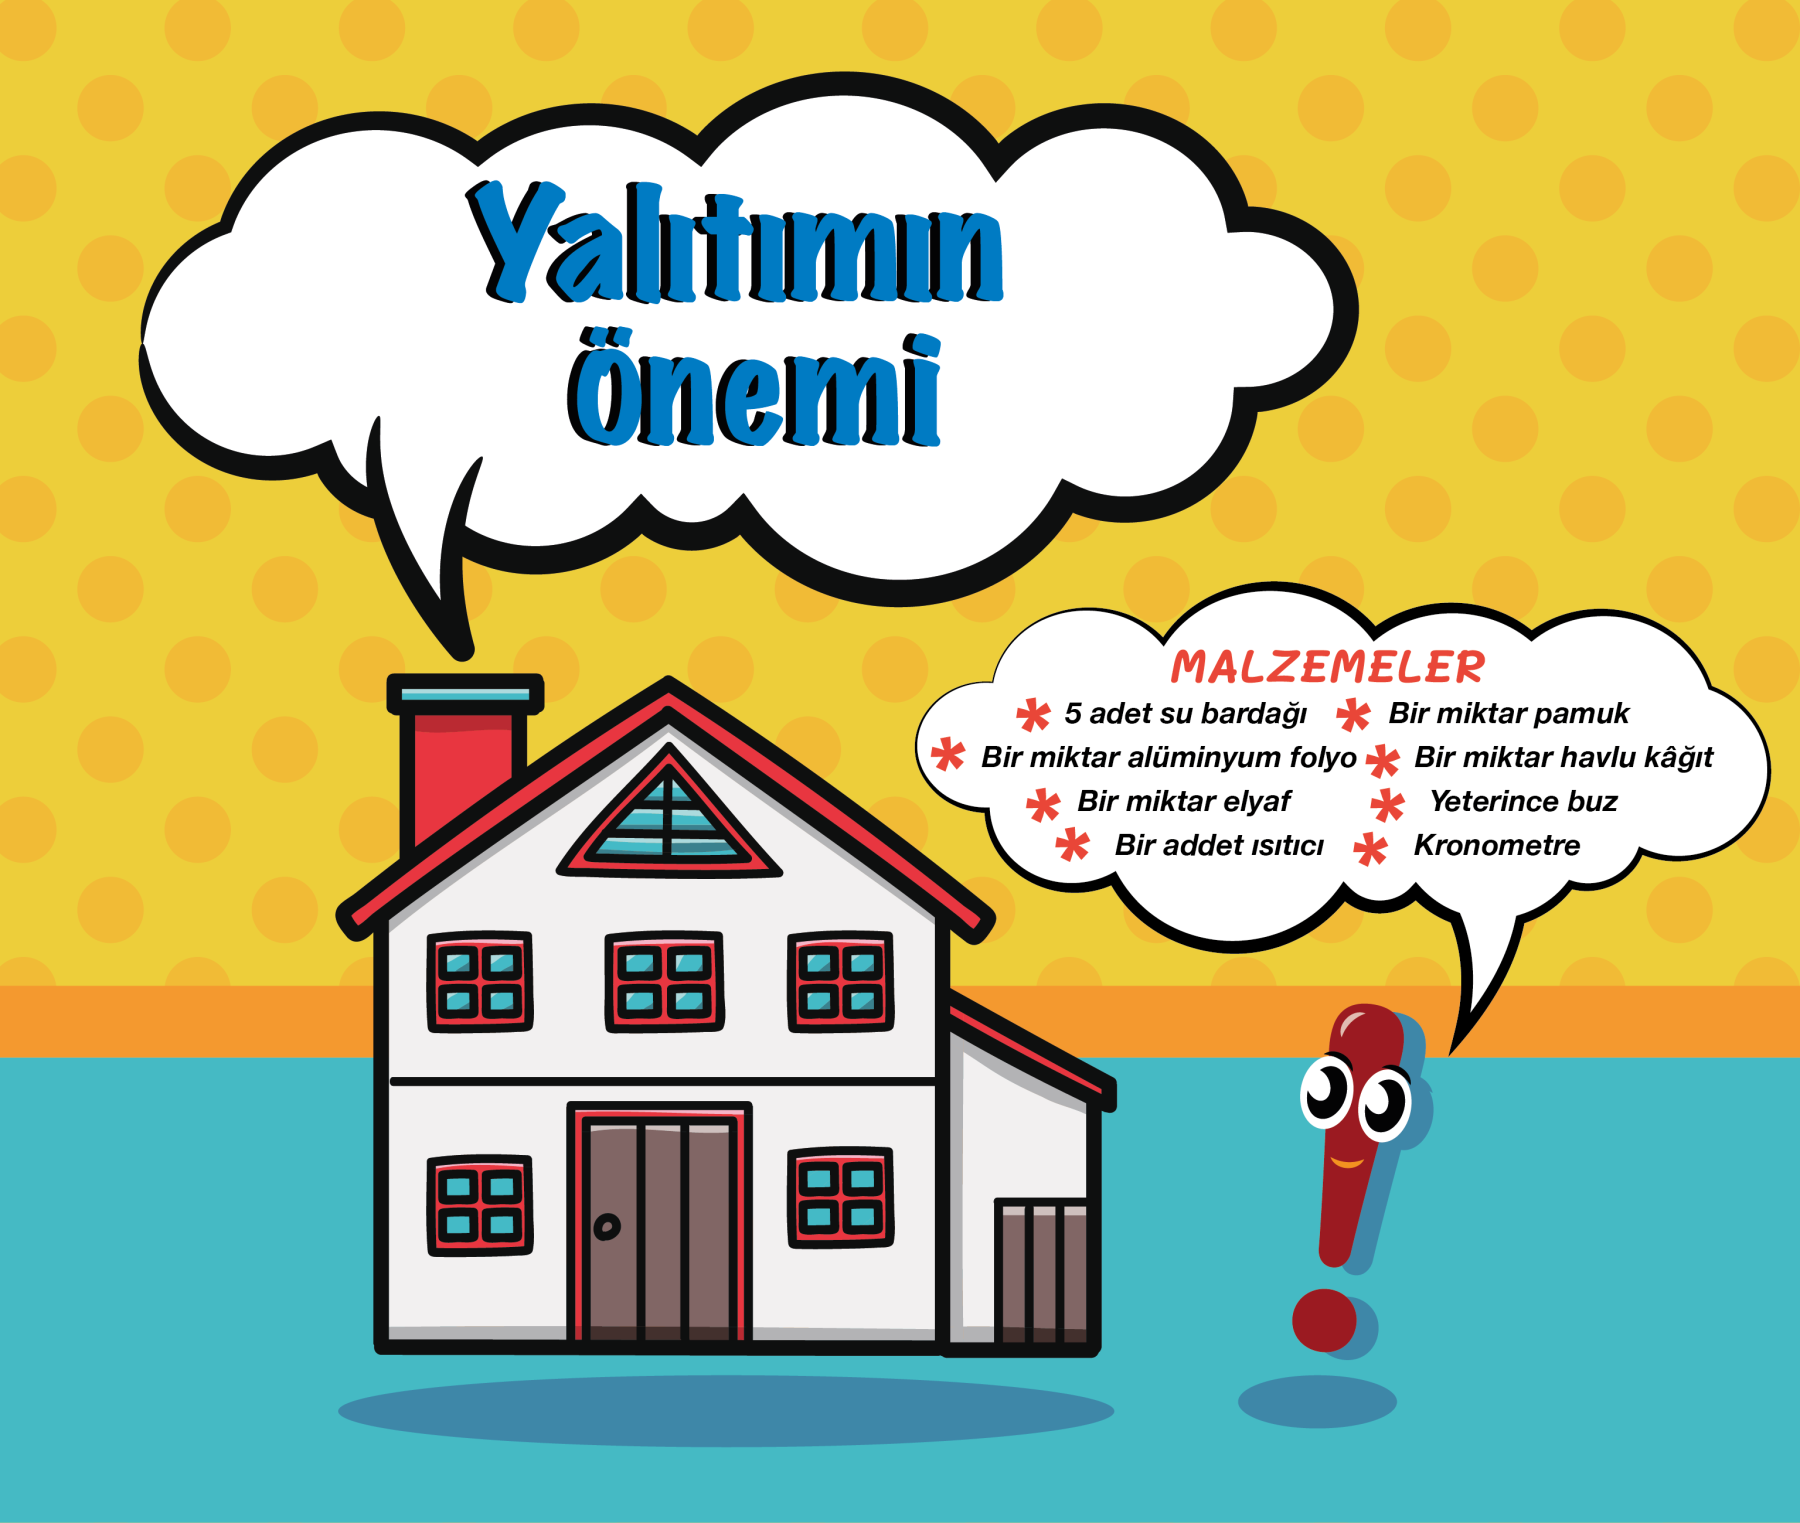 Yalıtımın
Önemi
MALZEMELER
* 5 adet su bardağı * Bir miktar pamuk
* Bir miktar alüminyum folyo * Bir miktar havlu kâğıt
* Bir miktar elyaf * Yeterince buz
* Bir addet ısıtıcı * Kronometre